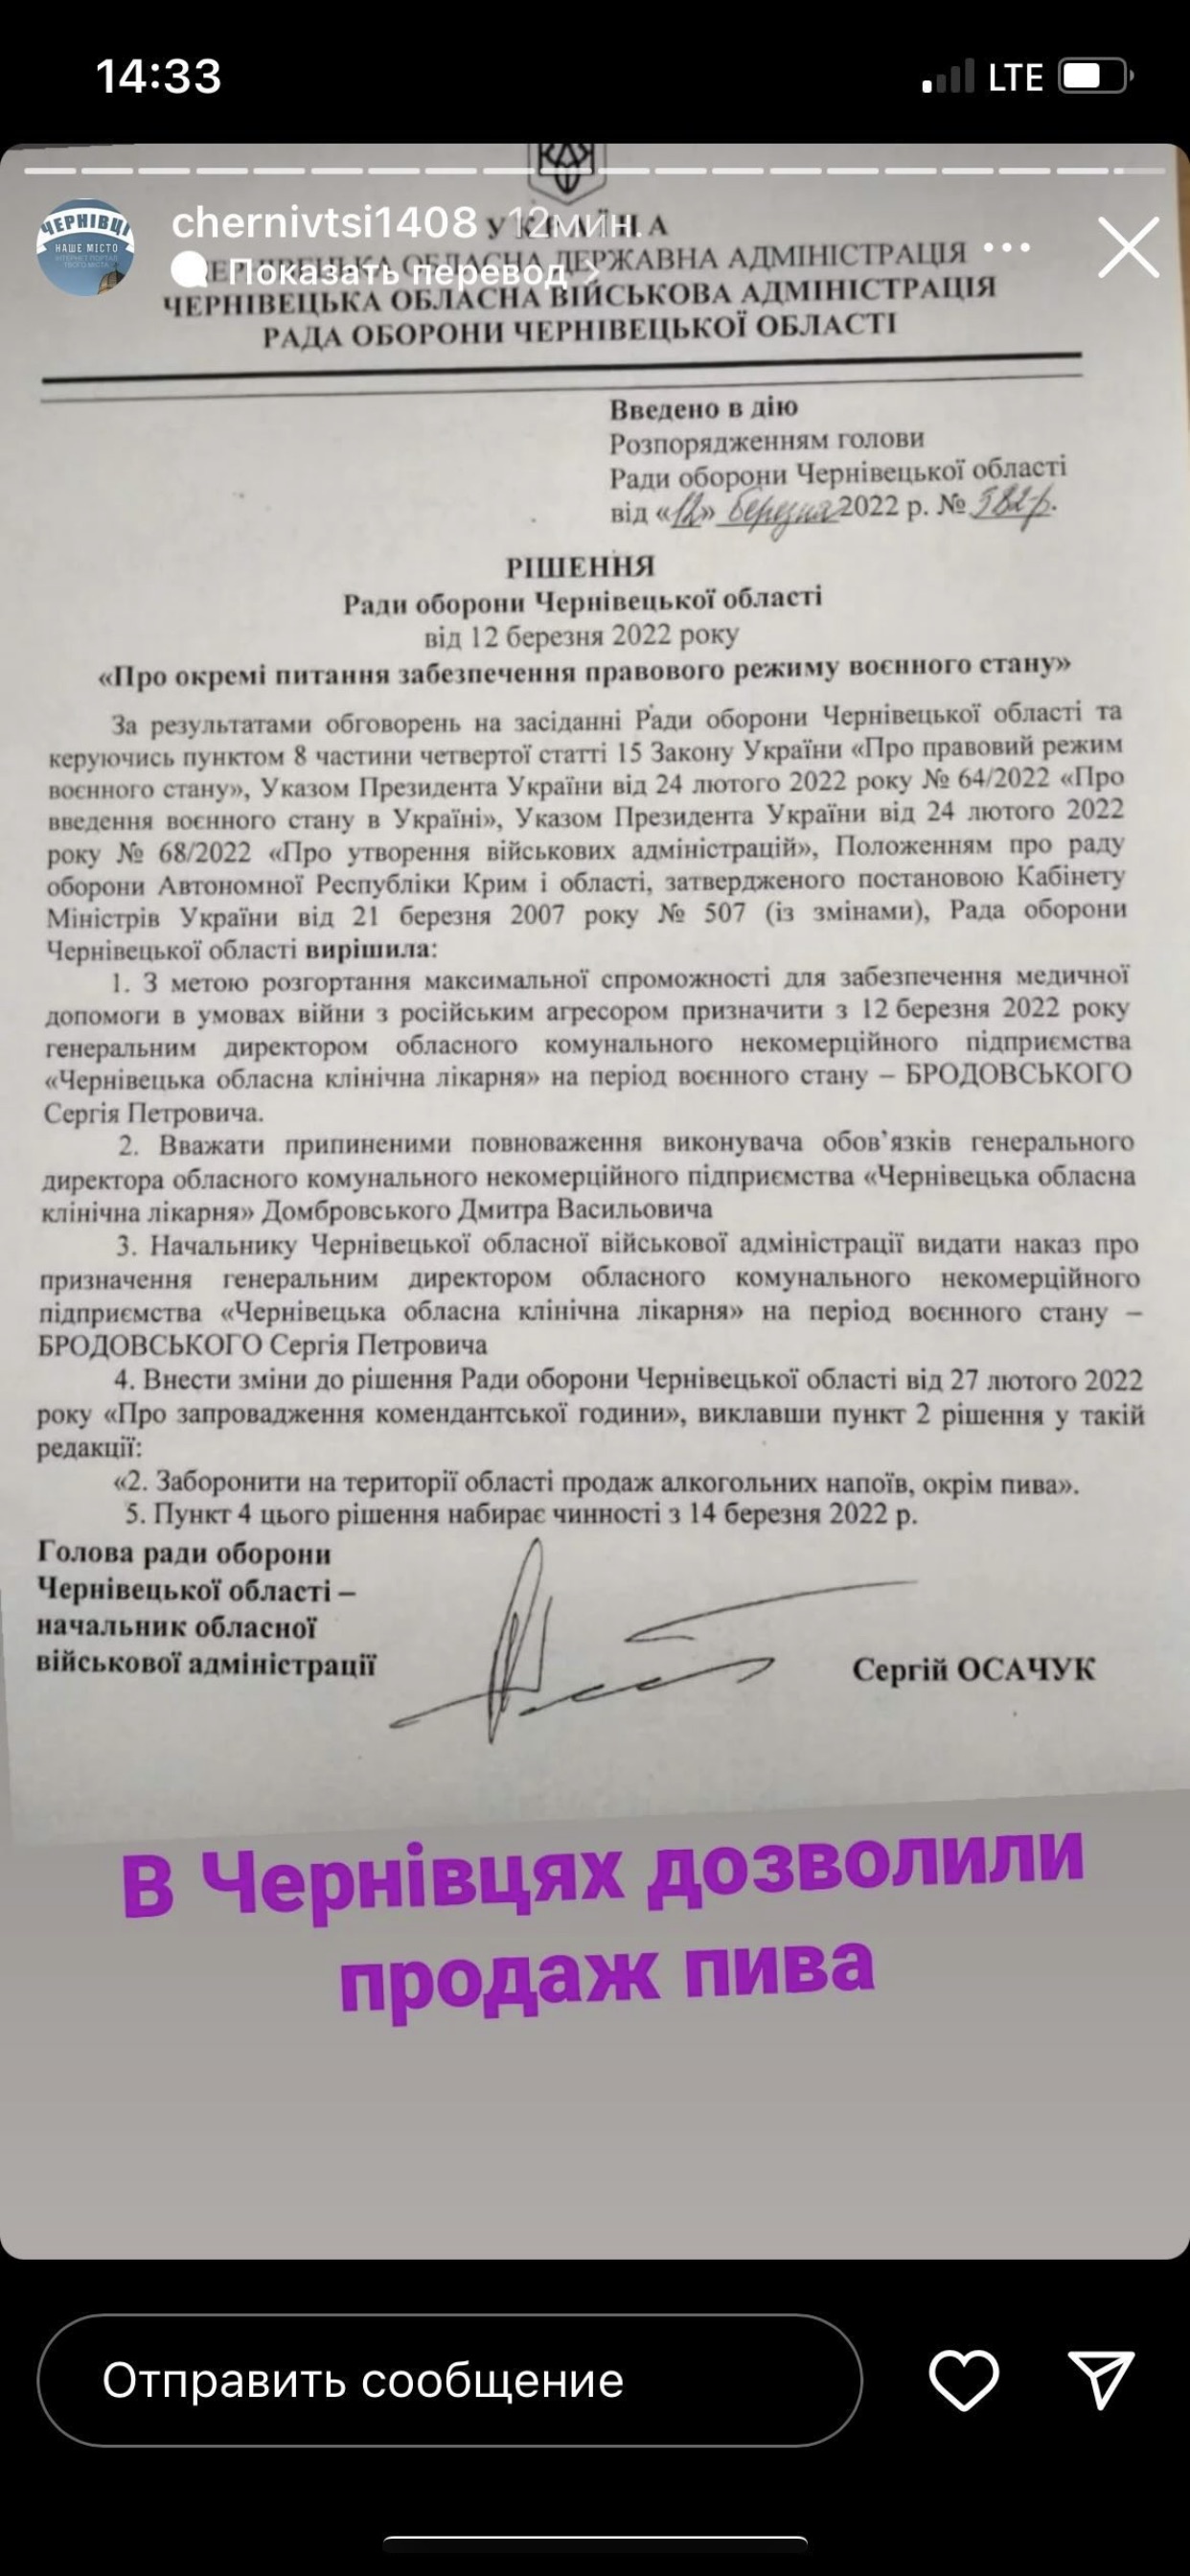 14:33
LTE
chernivtsi1408 12мин.
Показать перевод >
ЧЕРНІВЦІ
НАШЕ МІСТО
УКРАЇНА
ЧЕРНІВЕЦЬКА ОБЛАСНА ДЕРЖАВНА АДМІНІСТРАЦІЯ
ЧЕРНІВЕЦЬКА ОБЛАСНА ВІЙСЬКОВА АДМІНІСТРАЦІЯ
РАДА ОБОРОНИ ЧЕРНІВЕЦЬКОЇ ОБЛАСТІ
Введено в дію
Розпорядженням голови
Ради оборони Чернівецької області
від «12» березня 2022 р. № 582-р.
РІШЕННЯ
Ради оборони Чернівецької області
від 12 березня 2022 року
«Про окремі питання забезпечення правового режиму воєнного стану»
За результатами обговорень на засіданні Ради оборони Чернівецької області та
керуючись пунктом 8 частини четвертої статті 15 Закону України «Про правовий режим
воєнного стану», Указом Президента України від 24 лютого 2022 року № 64/2022 «Про
введення воєнного стану в Україні», Указом Президента України від 24 лютого 2022
року № 68/2022 «Про утворення військових адміністрацій», Положенням про раду
оборони Автономної Республіки Крим і області, затвердженого постановою Кабінету
Міністрів України від 21 березня 2007 року № 507 (із змінами), Рада оборони
Чернівецької області вирішила:
1. З метою розгортання максимальної спроможності для забезпечення медичної
допомоги в умовах війни з російським агресором призначити з 12 березня 2022 року
генеральним директором обласного комунального некомерційного підприємства
«Чернівецька обласна клінічна лікарня» на період воєнного стану – БРОДОВСЬКОГО
Сергія Петровича.
2. Вважати припиненими повноваження виконувача обов’язків генерального
директора обласного комунального некомерційного підприємства «Чернівецька обласна
клінічна лікарня» Домбровського Дмитра Васильовича
3. Начальнику Чернівецької обласної військової адміністрації видати наказ про
призначення генеральним директором обласного комунального некомерційного
підприємства «Чернівецька обласна клінічна лікарня» на період воєнного стану –
БРОДОВСЬКОГО Сергія Петровича
4. Внести зміни до рішення Ради оборони Чернівецької області від 27 лютого 2022
року «Про запровадження комендантської години», виклавши пункт 2 рішення у такій
редакції:
«2. Заборонити на території області продаж алкогольних напоїв, окрім пива».
5. Пункт 4 цього рішення набирає чинності з 14 березня 2022 р.
Голова ради оборони
Чернівецької області –
начальник обласної
військової адміністрації
Сергій ОСАЧУК
В Чернівцях дозволили
продаж пива
Отправить сообщение